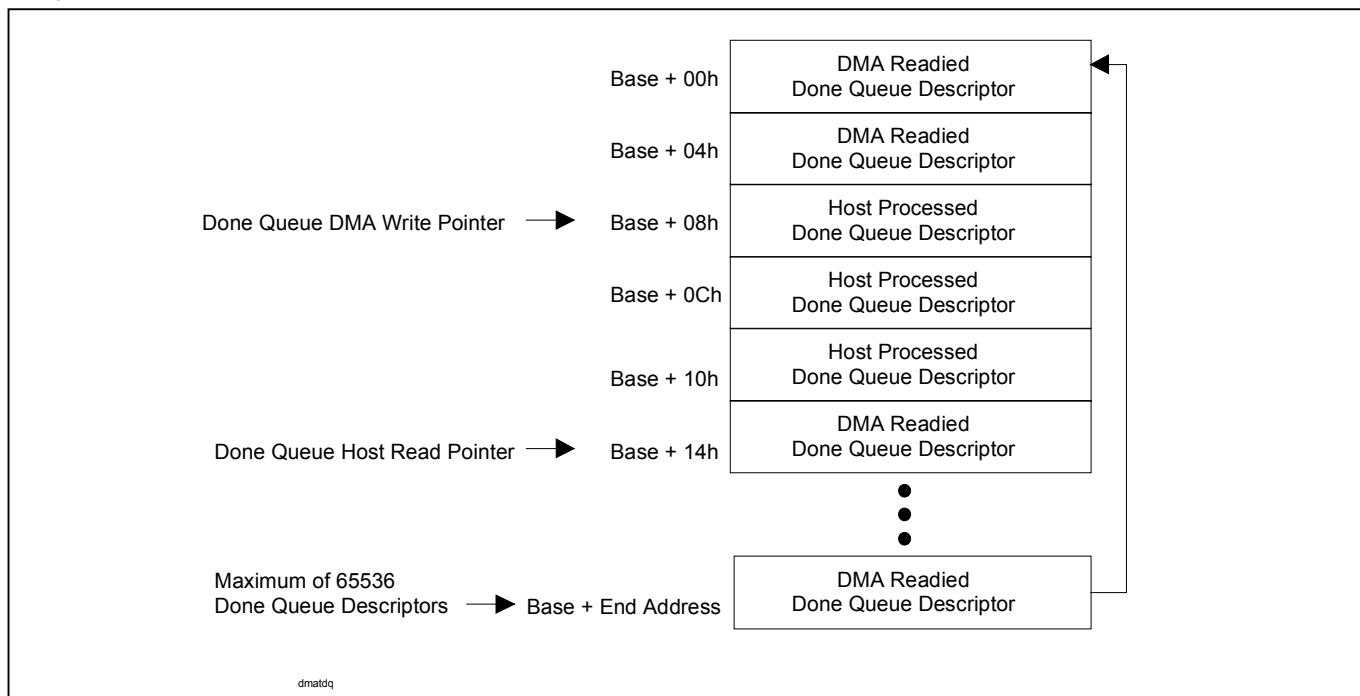 Base + 00h
DMA Readied
Done Queue Descriptor
Base + 04h
DMA Readied
Done Queue Descriptor
Done Queue DMA Write Pointer
Base + 08h
Host Processed
Done Queue Descriptor
Base + 0Ch
Host Processed
Done Queue Descriptor
Base + 10h
Host Processed
Done Queue Descriptor
Done Queue Host Read Pointer
Base + 14h
DMA Readied
Done Queue Descriptor
Maximum of 65536
Done Queue Descriptors
Base + End Address
DMA Readied
Done Queue Descriptor
dmatdq